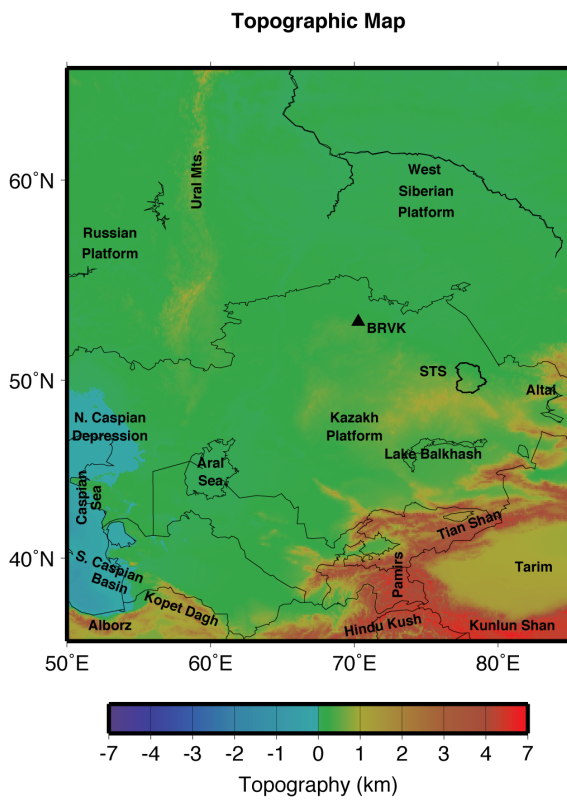 Topographic Map
60˚N
50˚N
40˚N
Ural Mts.
West
Siberian
Platform
Russian
Platform
BRVK
STS
Altai
N. Caspian
Depression
Kazakh
Platform
Lake Balkhash
Aral
Sea
Caspian
Sea
Tian Shan
S. Caspian
Basin
Pamirs
Tarim
Kopet Dagh
Alborz
Hindu Kush
Kunlun Shan
50˚E
60˚E
70˚E
80˚E
-7 -4 -3 -2 -1 0 1 2 3 4 7
Topography (km)